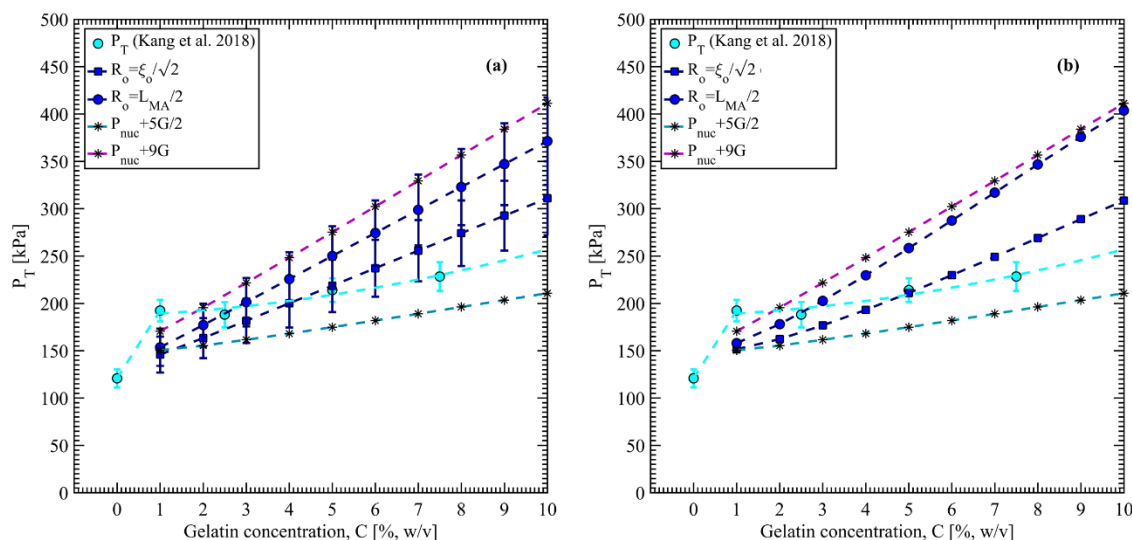 500
450
400
350
300
250
200
150
100
50
0
P_T [kPa]
P_T (Kang et al. 2018)
R_o=ξ_o/√2
R_o=L_MA/2
P_nuc+5G/2
P_nuc+9G
(a)
0 1 2 3 4 5 6 7 8 9 10
Gelatin concentration, C [%, w/v]
500
450
400
350
300
250
200
150
100
50
0
P_T [kPa]
P_T (Kang et al. 2018)
R_o=ξ_o/√2
R_o=L_MA/2
P_nuc+5G/2
P_nuc+9G
(b)
0 1 2 3 4 5 6 7 8 9 10
Gelatin concentration, C [%, w/v]